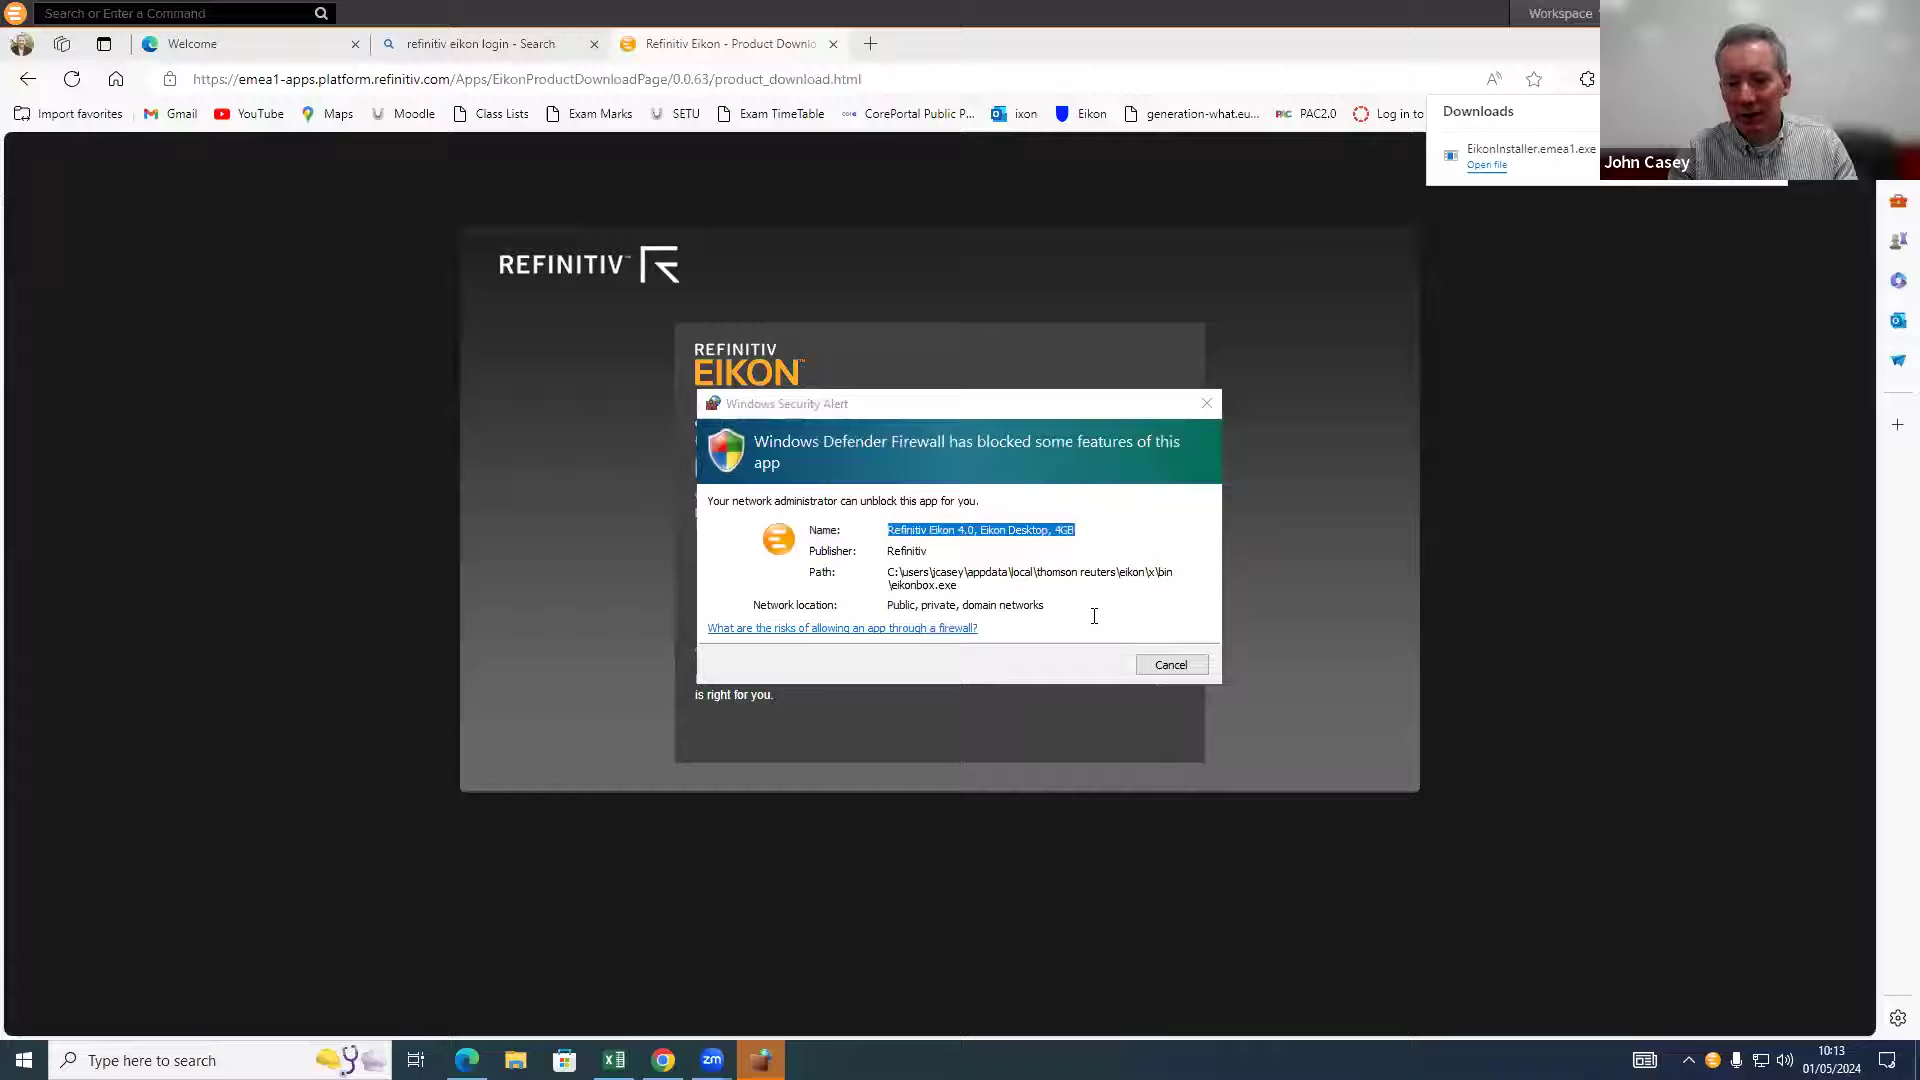 Search or Enter a Command
Workspace
Welcome
refinitiv eikon login - Search
Refinitiv Eikon - Product Downlo
https://emea1-apps.platform.refinitiv.com/Apps/EikonProductDownloadPage/0.0.63/product_download.html
Import favorites
Gmail
YouTube
Maps
Moodle
Class Lists
Exam Marks
SETU
Exam TimeTable
CorePortal Public P...
ixon
Eikon
generation-what.eu...
PAC2.0
Log in to
Downloads
EikonInstaller.emea1.exe
Open file
John Casey
REFINITIV
REFINITIV
EIKON
Windows Security Alert
Windows Defender Firewall has blocked some features of this
app
Your network administrator can unblock this app for you.
Name: Refinitiv Eikon 4.0, Eikon Desktop, 4GB
Publisher: Refinitiv
Path: C:\users\jcasey\appdata\local\thomson reuters\eikon\x\bin
\eikonbox.exe
Network location: Public, private, domain networks
What are the risks of allowing an app through a firewall?
Cancel
is right for you.
Type here to search
zm
10:13
01/05/2024